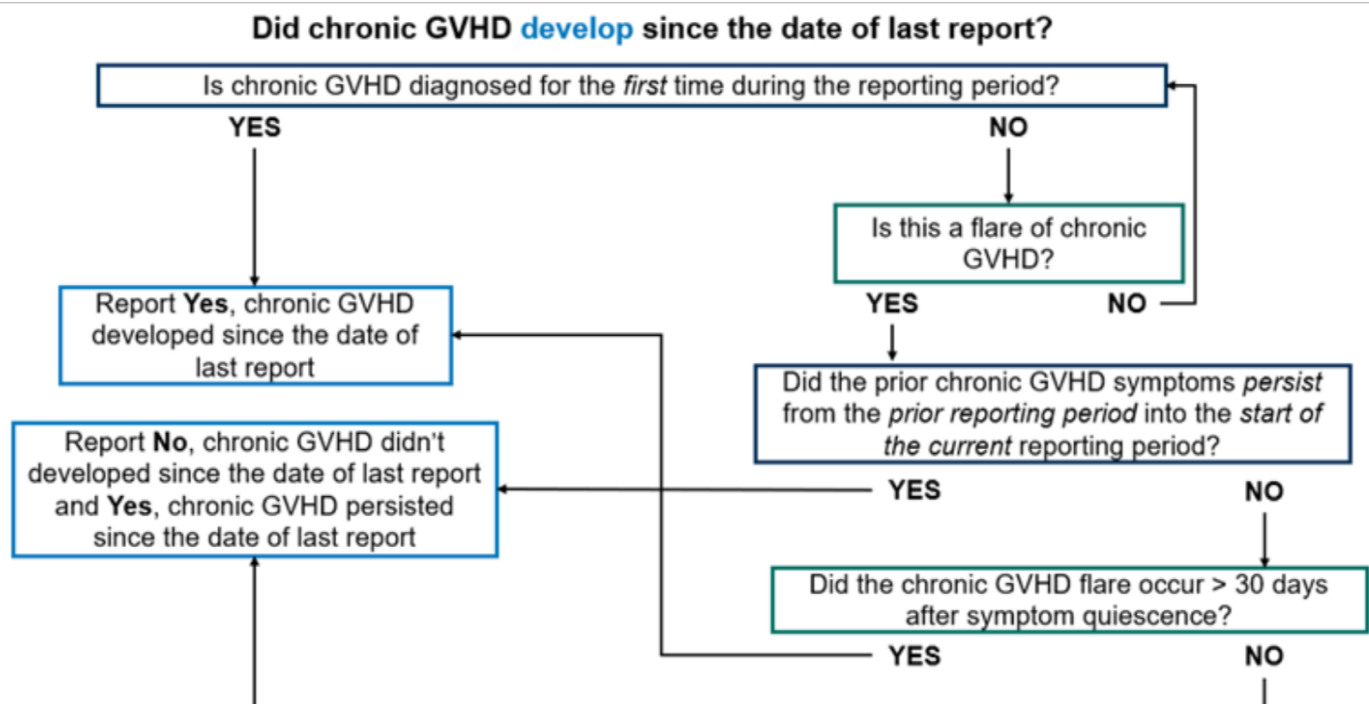 Did chronic GVHD develop since the date of last report?
Is chronic GVHD diagnosed for the first time during the reporting period?
YES
NO
Is this a flare of chronic
GVHD?
YES
NO
Report Yes, chronic GVHD
developed since the date of
last report
Did the prior chronic GVHD symptoms persist
from the prior reporting period into the start of
the current reporting period?
Report No, chronic GVHD didn't
developed since the date of last report
and Yes, chronic GVHD persisted
since the date of last report
YES
NO
Did the chronic GVHD flare occur > 30 days
after symptom quiescence?
YES
NO